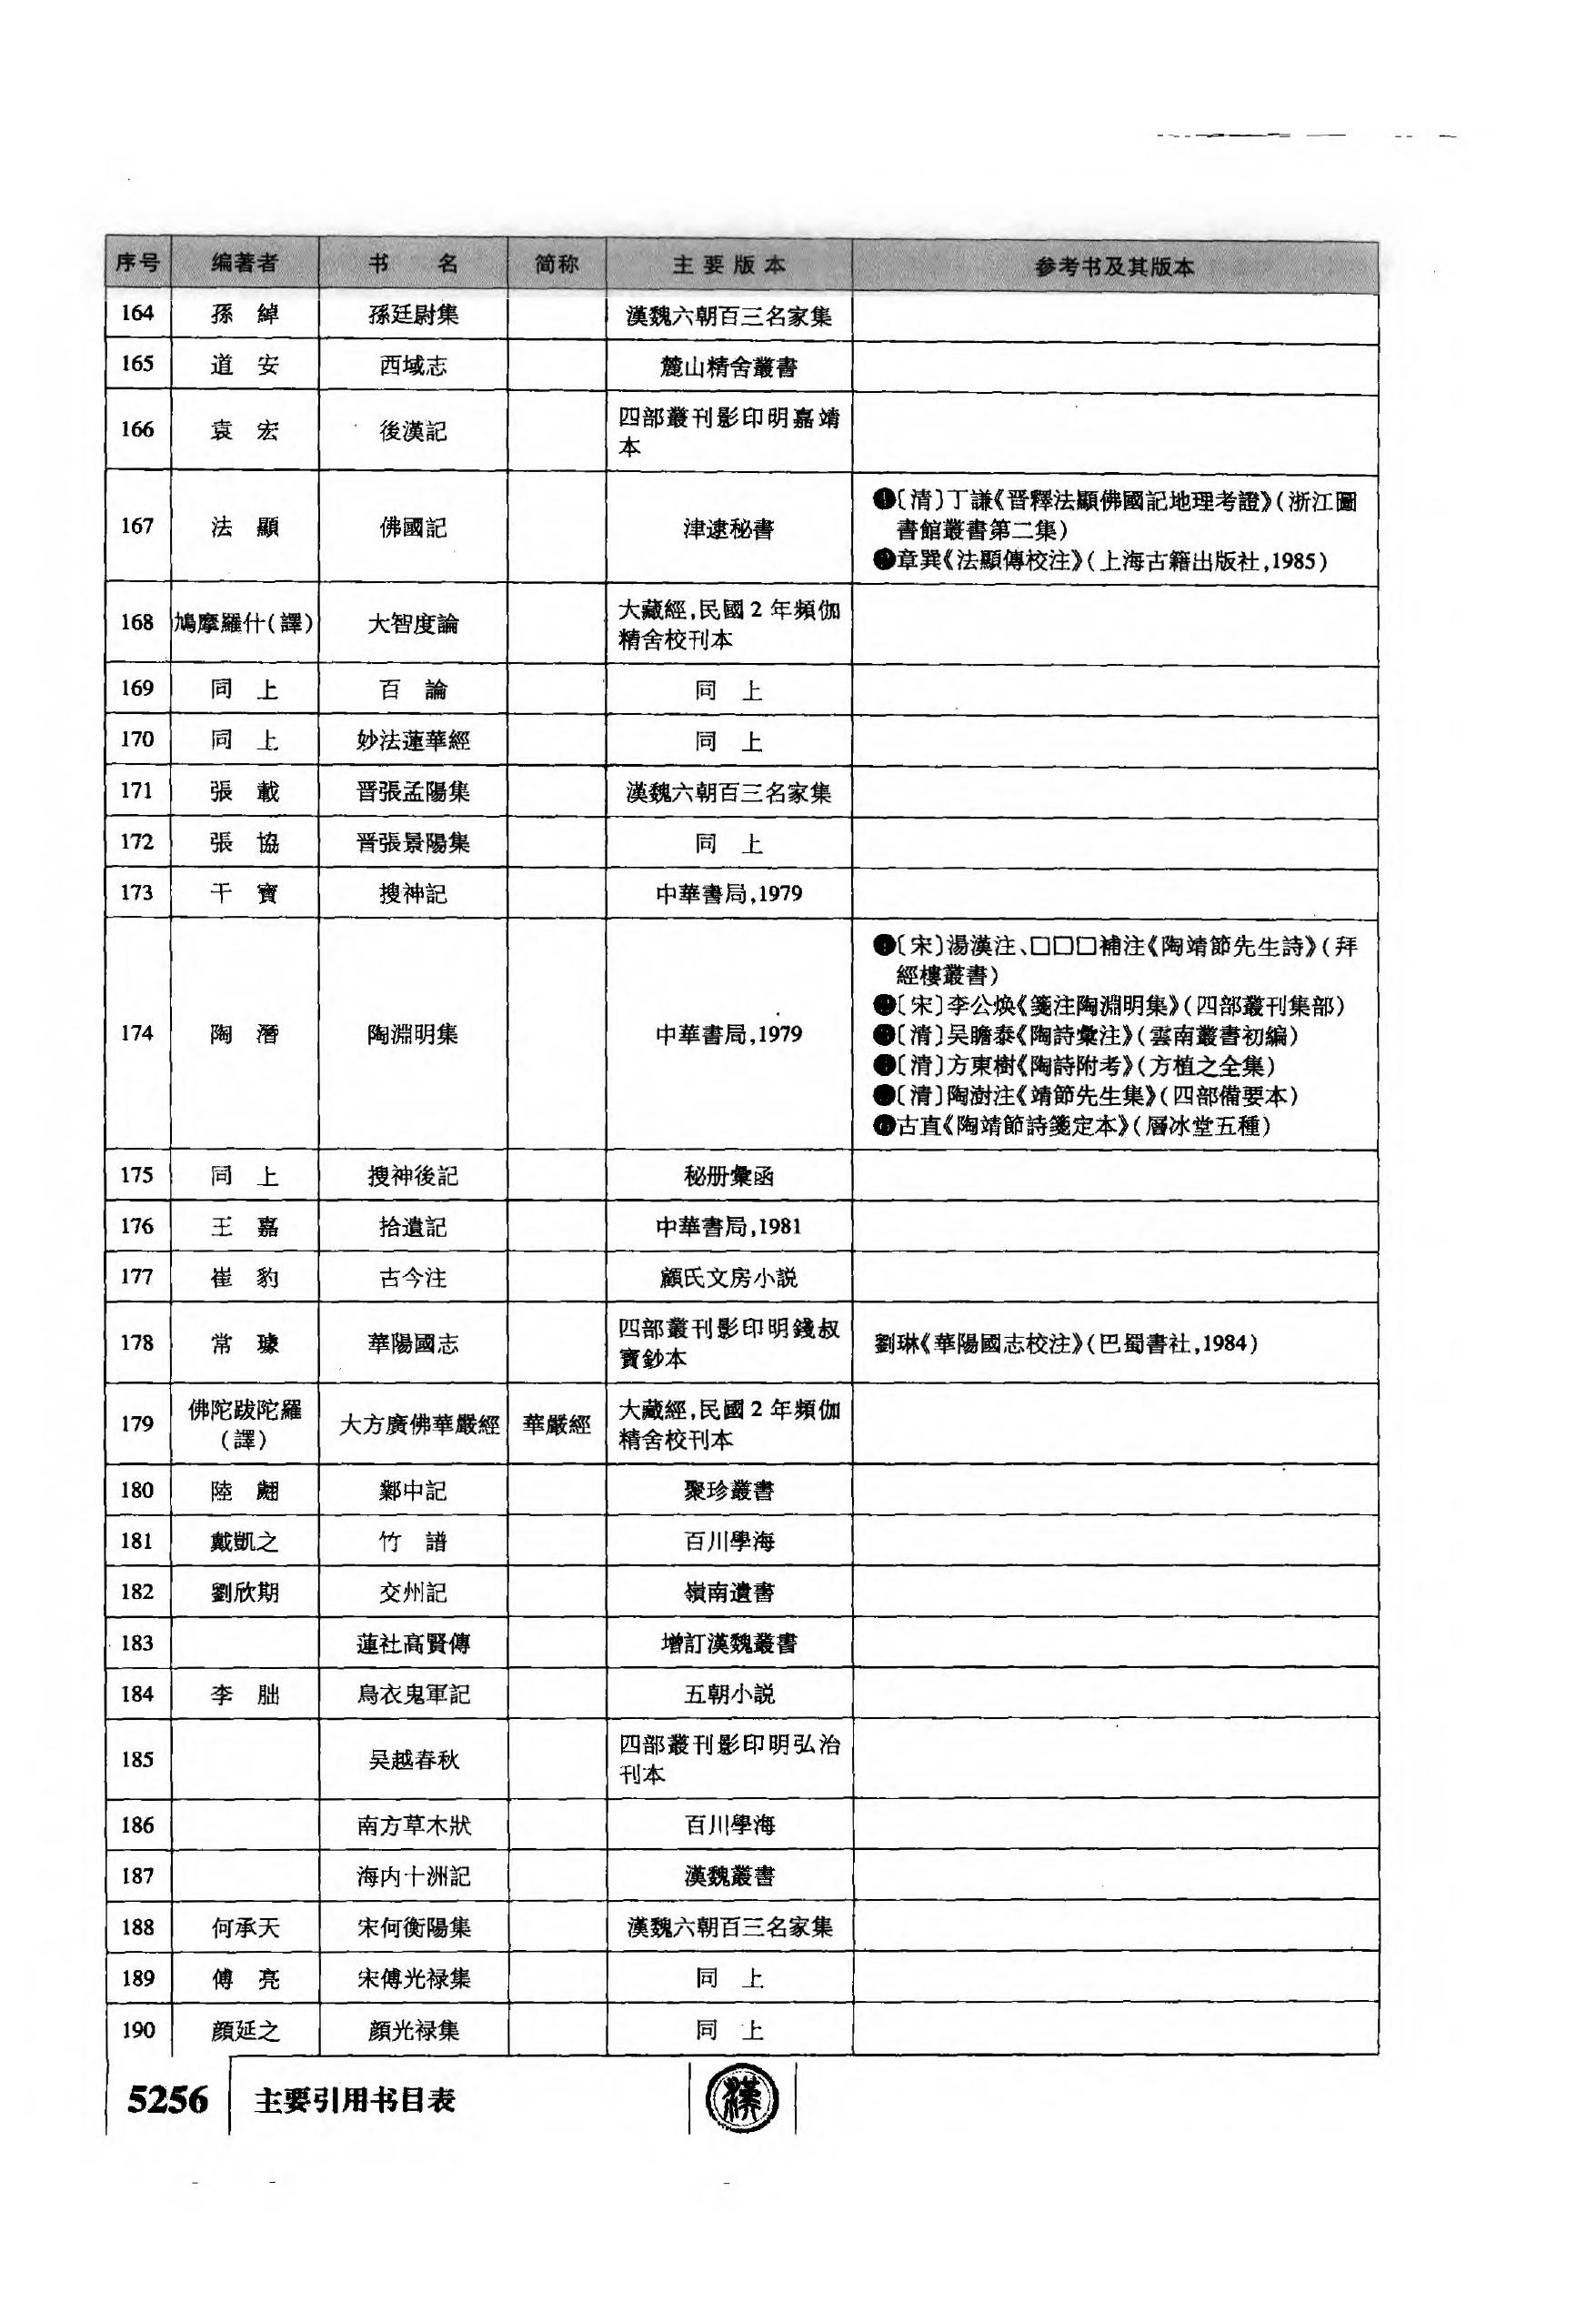 序号 编著者 书 名 简称 主要版本 参考书及其版本
164 孫 綽 孫廷尉集 漢魏六朝百三名家集
165 道 安 西域志 麓山精舍叢書
166 袁 宏 後漢記 四部叢刊影印明嘉靖
本
167 法 顯 佛國記 津逮秘書 ❶〔清〕丁謙《晋釋法顯佛國記地理考證》(浙江圖
書館叢書第二集)
❷章巽《法顯傳校注》(上海古籍出版社,1985)
168 鳩摩羅什(譯) 大智度論 大藏經,民國2年頻伽
精舍校刊本
169 同 上 百 論 同 上
170 同 上 妙法蓮華經 同 上
171 張 載 晋張孟陽集 漢魏六朝百三名家集
172 張 協 晋張景陽集 同 上
173 干 寶 搜神記 中華書局,1979
174 陶 潛 陶淵明集 中華書局,1979 ❶〔宋〕湯漢注、□□□補注《陶靖節先生詩》(拜
經樓叢書)
❷〔宋〕李公焕《箋注陶淵明集》(四部叢刊集部)
❸〔清〕吴瞻泰《陶詩彙注》(雲南叢書初編)
❹〔清〕方東樹《陶詩附考》(方植之全集)
❺〔清〕陶澍注《靖節先生集》(四部備要本)
❻古直《陶靖節詩箋定本》(層冰堂五種)
175 同 上 搜神後記 秘册彙函
176 王 嘉 拾遺記 中華書局,1981
177 崔 豹 古今注 顧氏文房小説
178 常 璩 華陽國志 四部叢刊影印明錢叔
寶鈔本 劉琳《華陽國志校注》(巴蜀書社,1984)
179 佛陀跋陀羅
(譯) 大方廣佛華嚴經 華嚴經 大藏經,民國2年頻伽
精舍校刊本
180 陸 翽 鄴中記 聚珍叢書
181 戴凱之 竹 譜 百川學海
182 劉欣期 交州記 嶺南遺書
183 蓮社高賢傳 增訂漢魏叢書
184 李 朏 烏衣鬼軍記 五朝小説
185 吴越春秋 四部叢刊影印明弘治
刊本
186 南方草木狀 百川學海
187 海内十洲記 漢魏叢書
188 何承天 宋何衡陽集 漢魏六朝百三名家集
189 傅 亮 宋傅光禄集 同 上
190 顔延之 顔光禄集 同 上
5256 主要引用书目表 漢